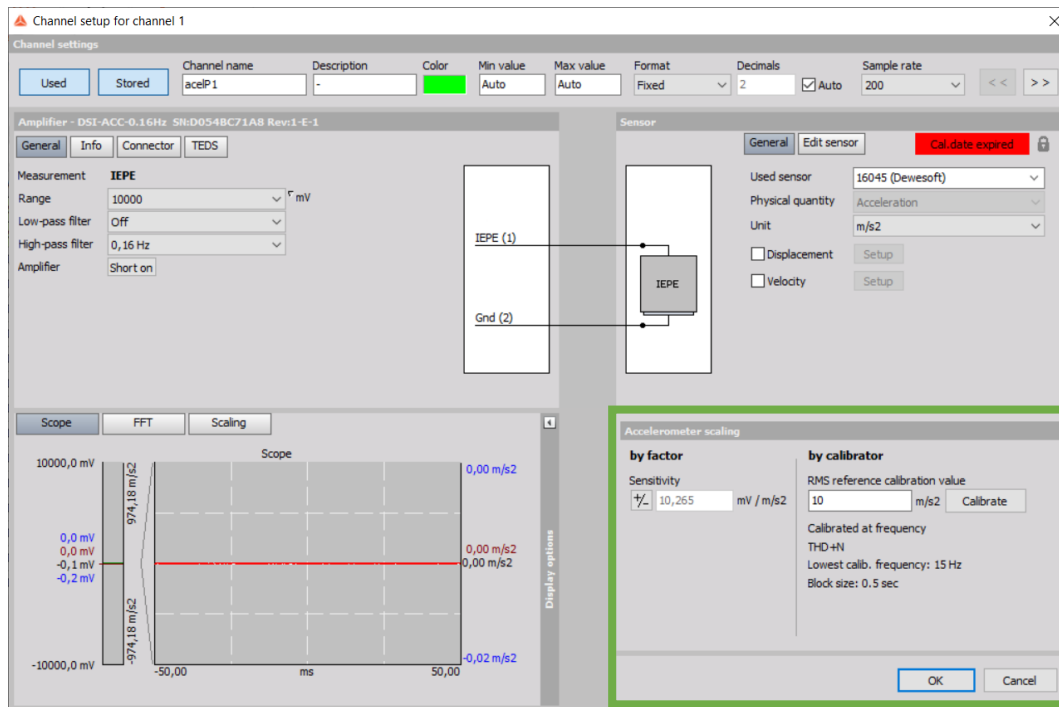 Channel setup for channel 1
Channel settings
Used
Stored
Channel name
acelP1
Description
-
Color
Min value
Auto
Max value
Auto
Format
Fixed
Decimals
2
Auto
Sample rate
200
<<
>>
Amplifier - DSI-ACC-0.16Hz SN:D054BC71A8 Rev:1-E-1
General Info Connector TEDS
Measurement IEPE
Range 10000 mV
Low-pass filter Off
High-pass filter 0,16 Hz
Amplifier Short on
IEPE (1)
Gnd (2)
IEPE
Sensor
General Edit sensor Cal.date expired
Used sensor 16045 (Dewesoft)
Physical quantity Acceleration
Unit m/s2
Displacement Setup
Velocity Setup
Scope FFT Scaling
Scope
10000,0 mV
974,18 m/s2
0,0 mV
0,0 mV
-0,1 mV
-0,2 mV
-974,18 m/s2
-10000,0 mV
0,00 m/s2
0,00 m/s2
0,00 m/s2
-0,02 m/s2
-50,00 ms 50,00
Display options
Accelerometer scaling
by factor
Sensitivity
+/- 10,265 mV / m/s2
by calibrator
RMS reference calibration value
10 m/s2 Calibrate
Calibrated at frequency
THD+N
Lowest calib. frequency: 15 Hz
Block size: 0.5 sec
OK Cancel